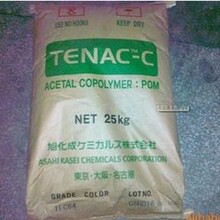 USE NO HOOKS KEEP DRY
TENAC™-C
ACETAL COPOLYMER : POM
NET 25kg
旭化成ケミカルズ株式会社
ASAHI KASEI CHEMICALS CORPORATION
東京・大阪・名古屋
GRADE COLOR LOT NO.